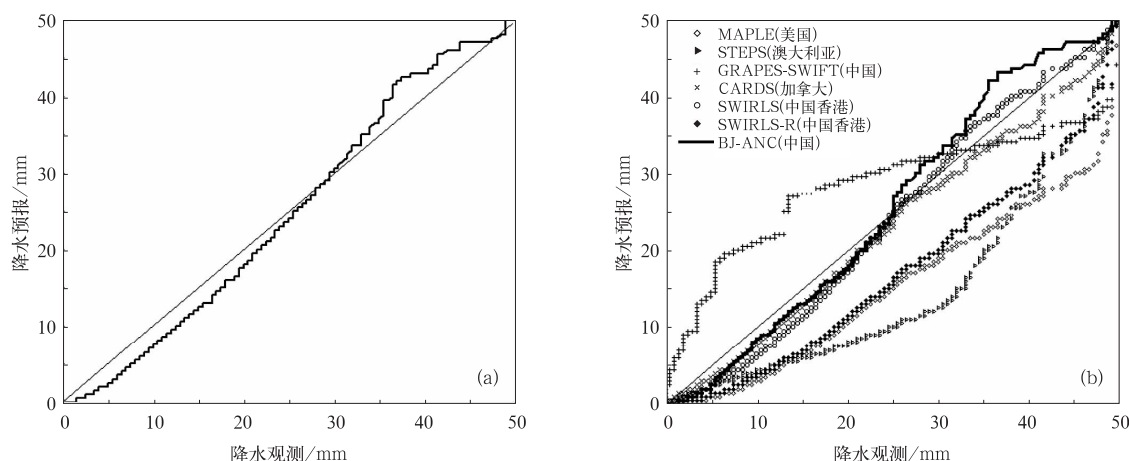 50
40
30
20
10
0
降水预报/mm
(a)
0 10 20 30 40 50
降水观测/mm
50
40
30
20
10
0
降水预报/mm
MAPLE(美国)
STEPS(澳大利亚)
GRAPES-SWIFT(中国)
CARDS(加拿大)
SWIRLS(中国香港)
SWIRLS-R(中国香港)
BJ-ANC(中国)
(b)
0 10 20 30 40 50
降水观测/mm